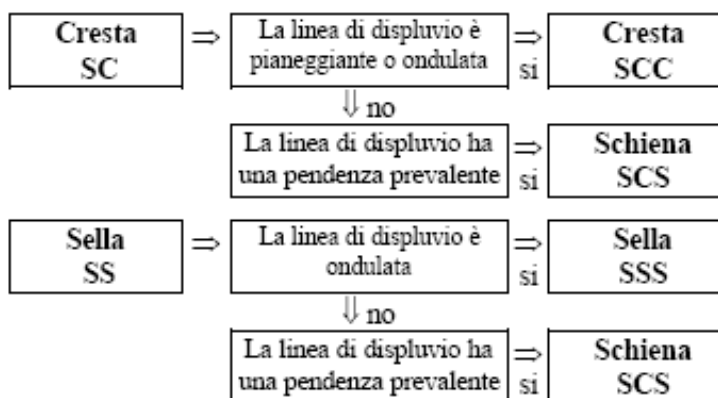 Cresta
SC
⇒
La linea di displuvio è
pianeggiante o ondulata
⇒
si
Cresta
SCC
⇓ no
La linea di displuvio ha
una pendenza prevalente
⇒
si
Schiena
SCS
Sella
SS
⇒
La linea di displuvio è
ondulata
⇒
si
Sella
SSS
⇓ no
La linea di displuvio ha
una pendenza prevalente
⇒
si
Schiena
SCS